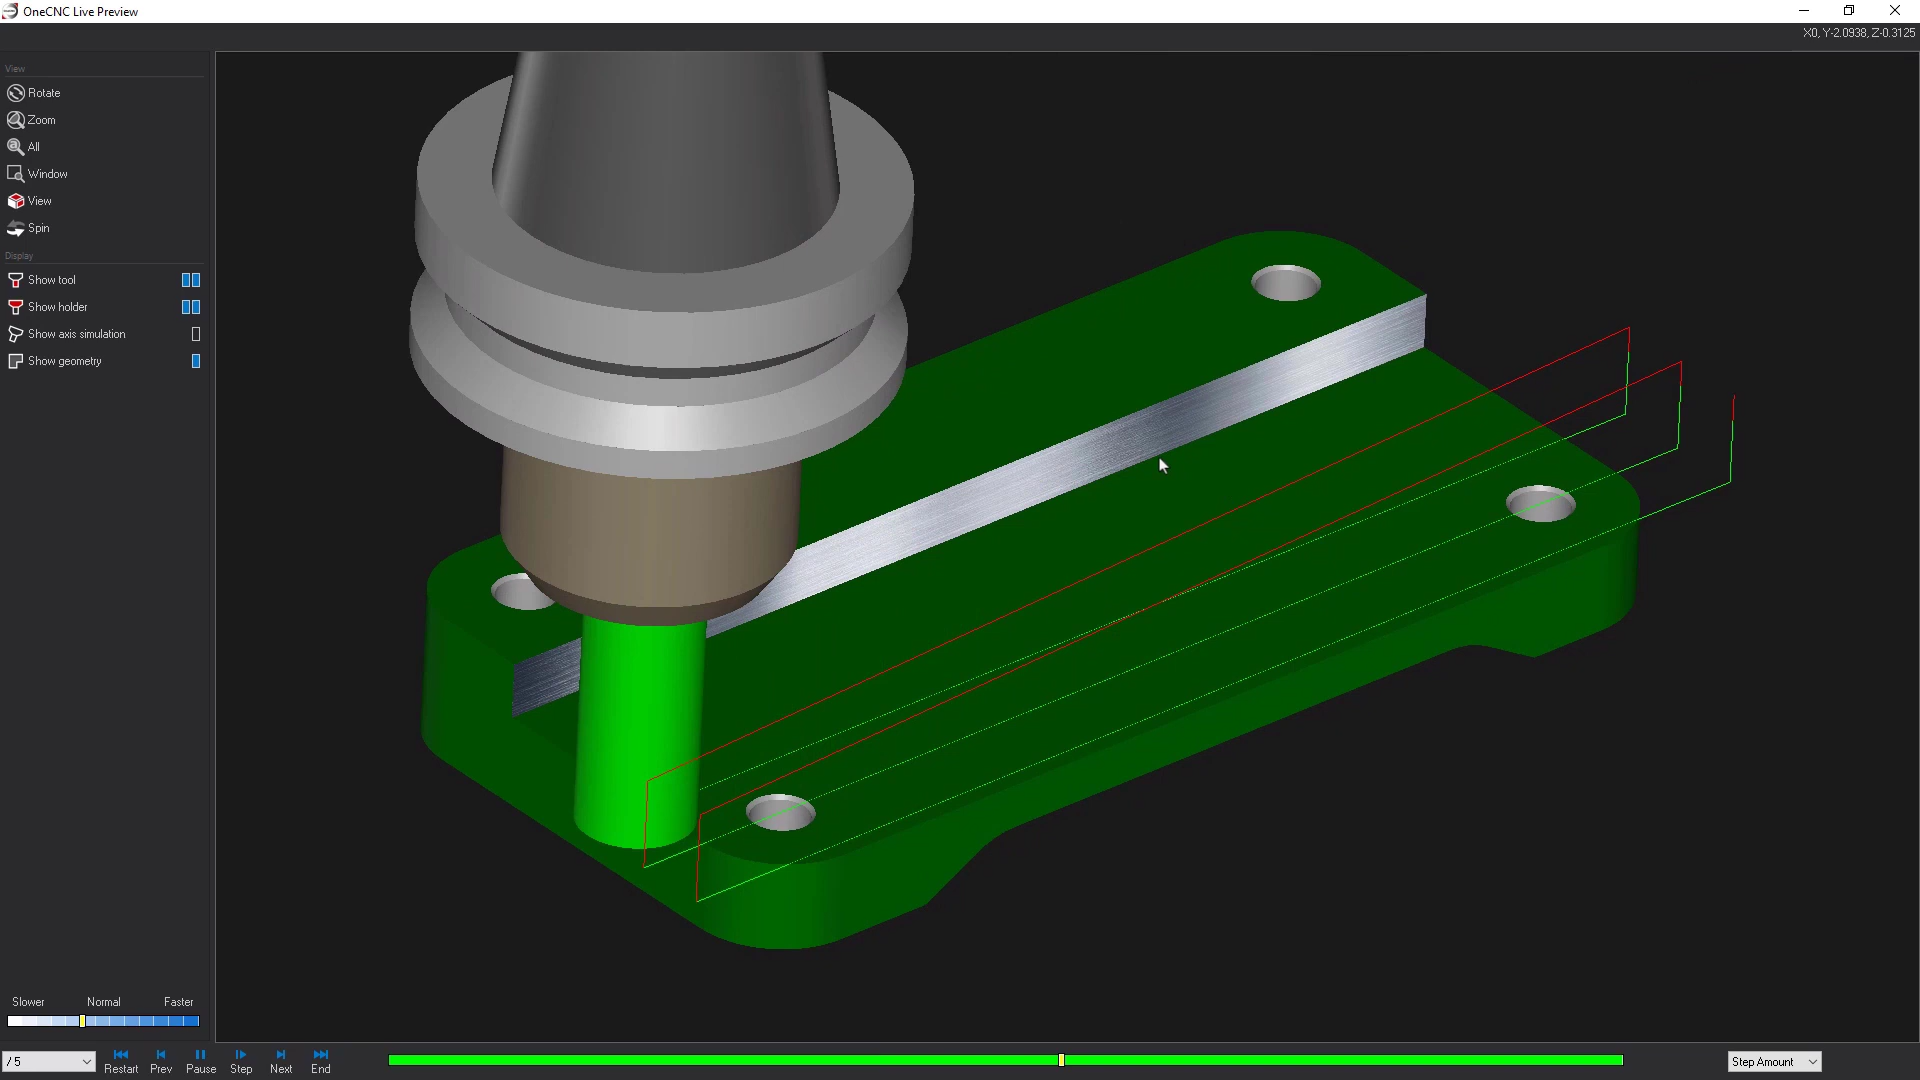 OneCNC Live Preview
X0, Y-2.0938, Z-0.3125
View
Rotate
Zoom
All
Window
View
Spin
Display
Show tool
Show holder
Show axis simulation
Show geometry
Slower Normal Faster
/ 5
Restart Prev Pause Step Next End
Step Amount